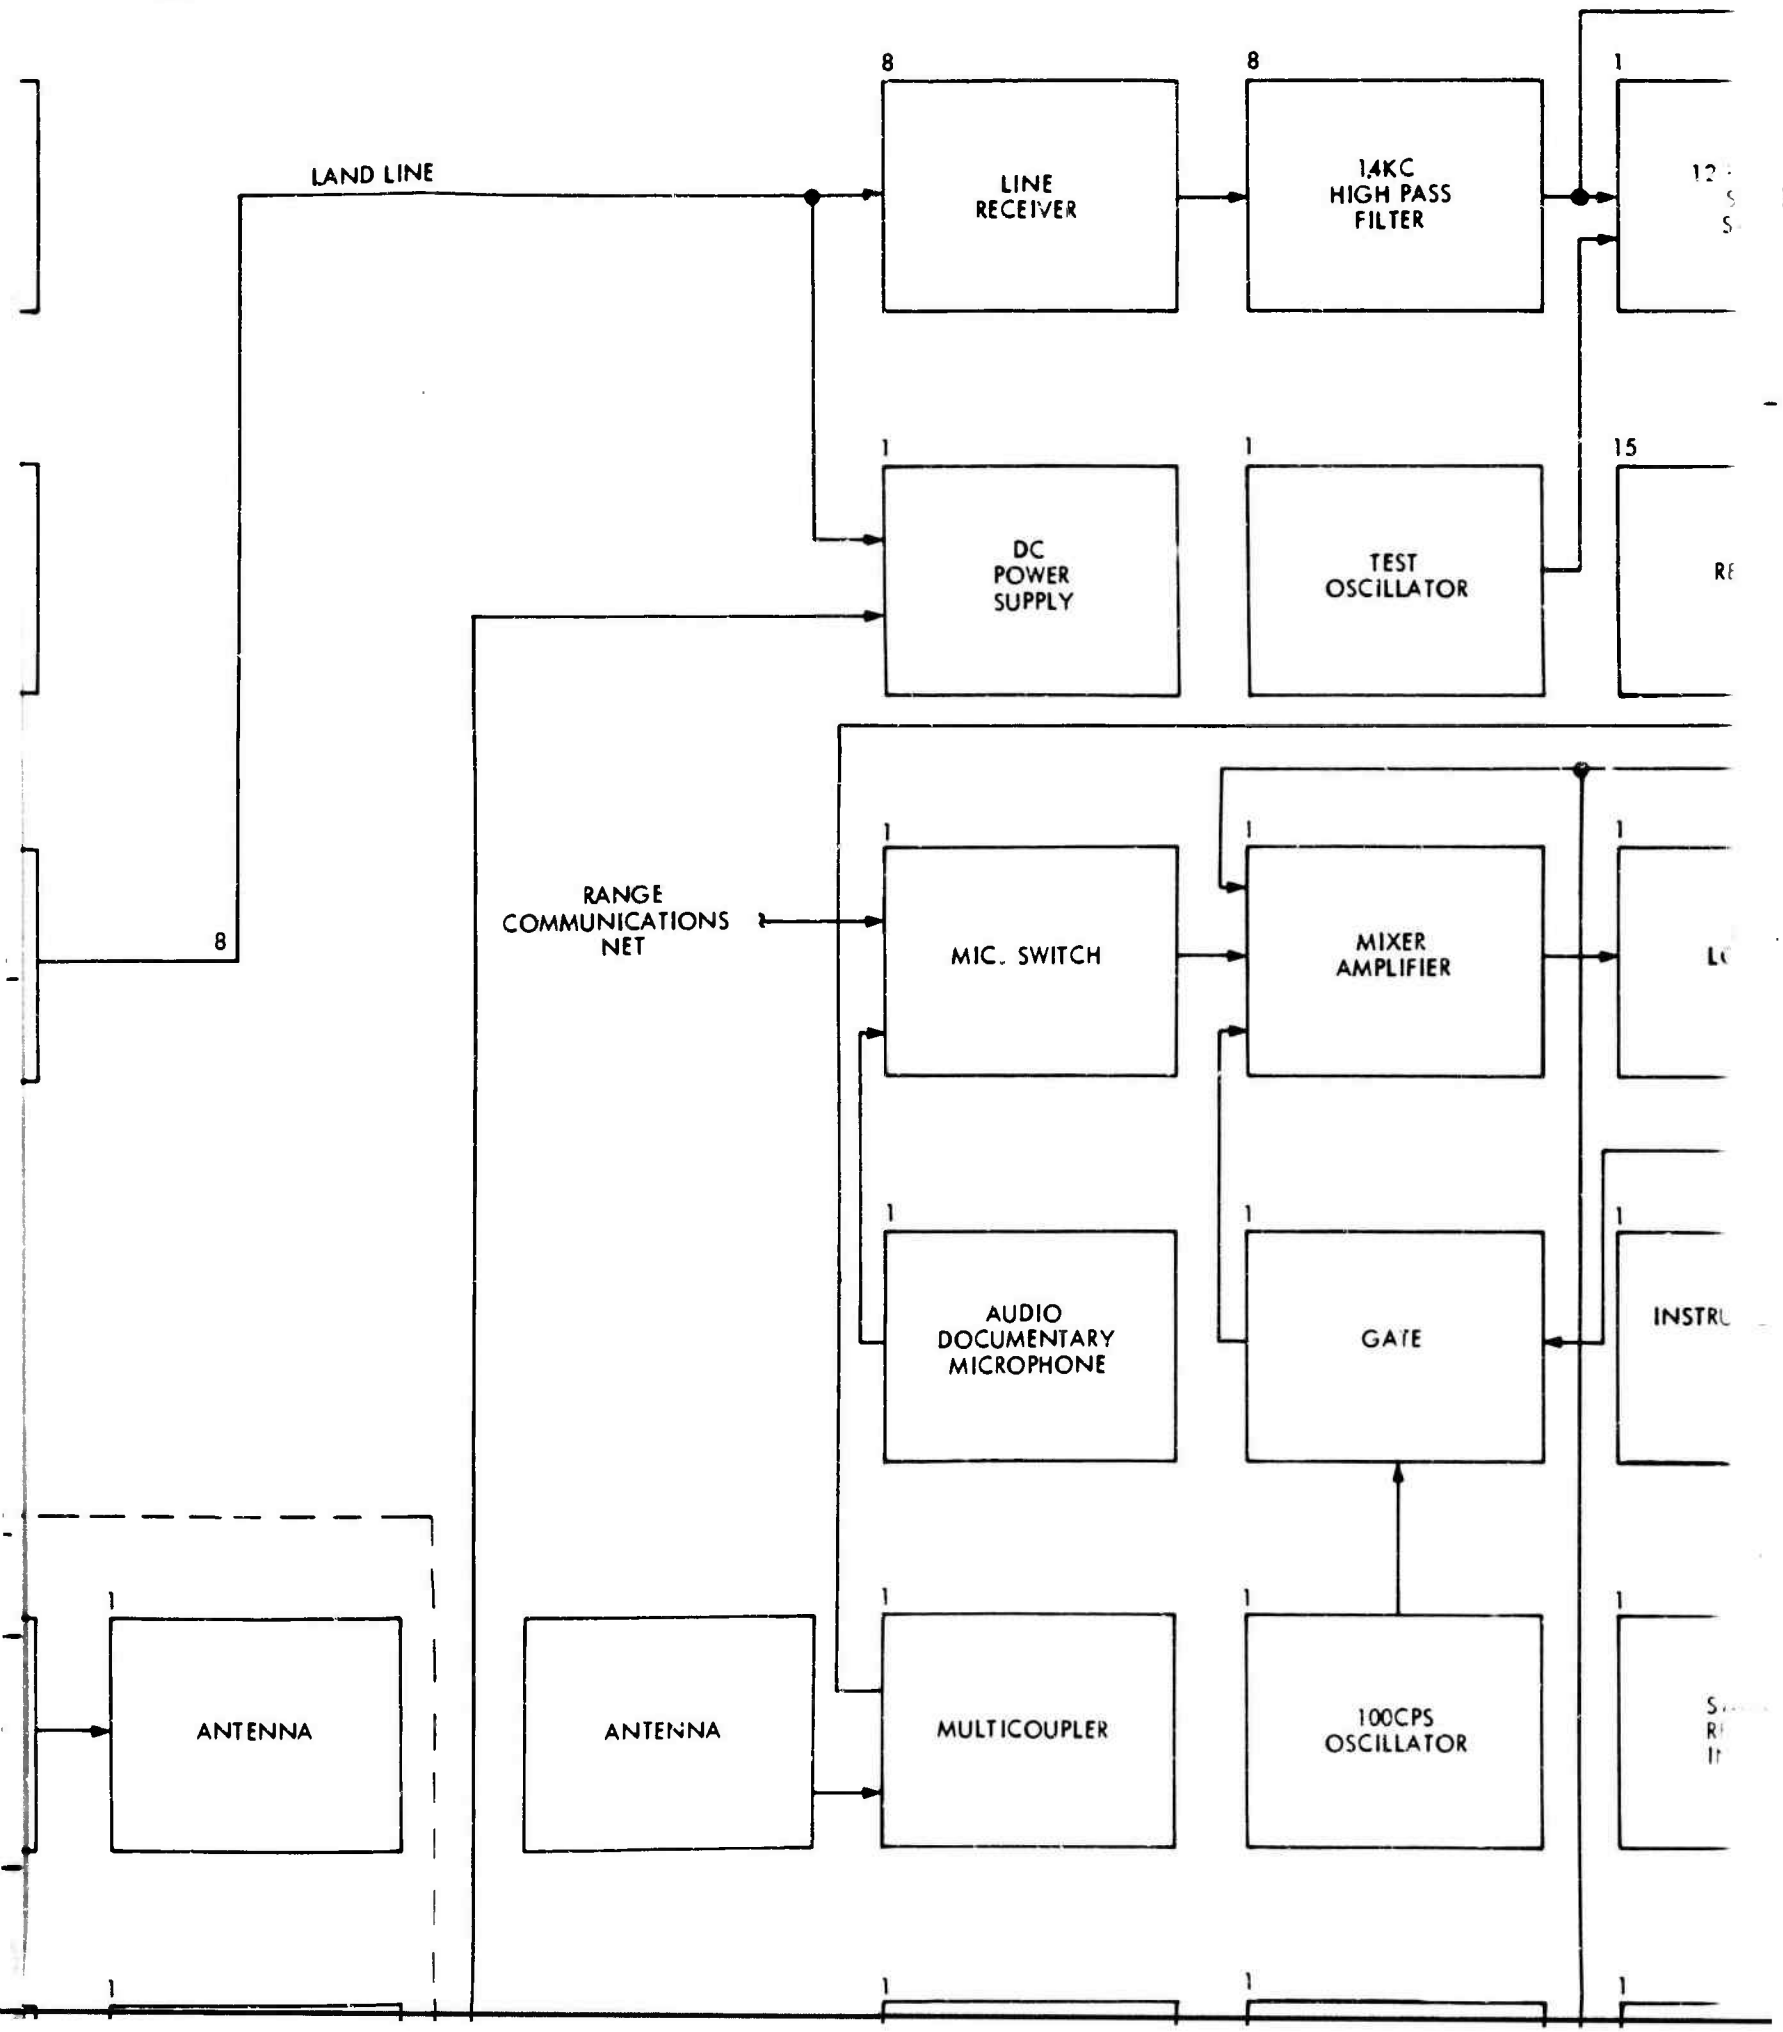 8
8
1
LAND LINE
LINE
RECEIVER
1.4KC
HIGH PASS
FILTER
12
1
1
15
DC
POWER
SUPPLY
TEST
OSCILLATOR
1
1
1
RANGE
COMMUNICATIONS
NET
8
MIC. SWITCH
MIXER
AMPLIFIER
1
1
1
AUDIO
DOCUMENTARY
MICROPHONE
GATE
1
1
1
1
ANTENNA
ANTENNA
MULTICOUPLER
100CPS
OSCILLATOR
1
1
1
1